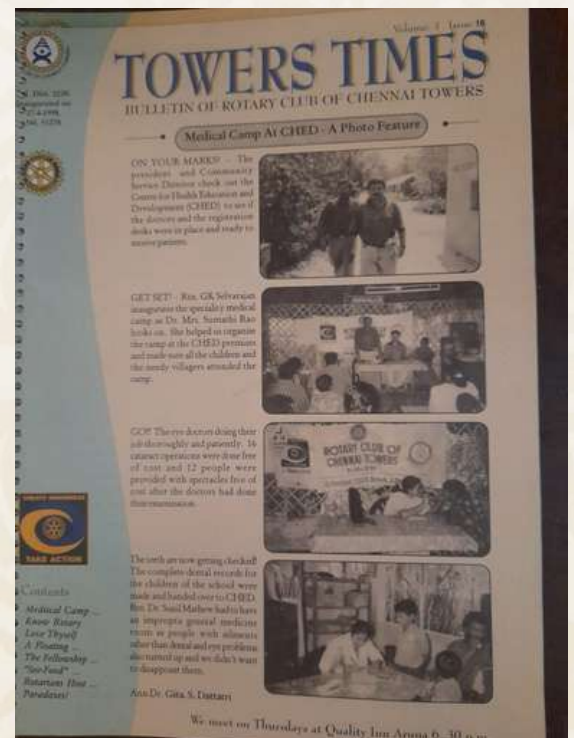 Volume 3 Issue 16
TOWERS TIMES
BULLETIN OF ROTARY CLUB OF CHENNAI TOWERS
Medical Camp At CHED - A Photo Feature
ON YOUR MARKS! - The
president and Community
Service Director check out the
Centre for Health Education and
Development (CHED) to see if
the doctors and the registration
desks were in place and ready to
receive patients.
GET SET! - Rtn. GK Selvarajan
inaugurates the speciality medical
camp as Dr. Mrs. Sumathi Rao
looks on. She helped us organise
the camp at the CHED premises
and made sure all the children and
the needy villagers attended the
camp.
GO!! The eye doctors doing their
job thoroughly and patiently. 16
cataract operations were done free
of cost and 12 people were
provided with spectacles free of
cost after the doctors had done
their examination.
ROTARY CLUB OF
CHENNAI TOWERS
The teeth are now getting checked!
The complete dental records for
the children of the school were
made and handed over to CHED.
Rtn. Dr. Sunil Mathew had to have
an impromptu general medicine
room as people with ailments
other than dental and eye problems
also turned up and we didn't want
to disappoint them.
Ann Dr. Gita. S. Dattatri
CREATE AWARENESS
TAKE ACTION
Contents
Medical Camp ...
Know Rotary
Love Thyself
A Floating ...
The Fellowship ...
"See-Food" ...
Rotarians Host ...
Paradoxes!
We meet on Thursdays at Quality Inn Aruna 6. 30 p.m